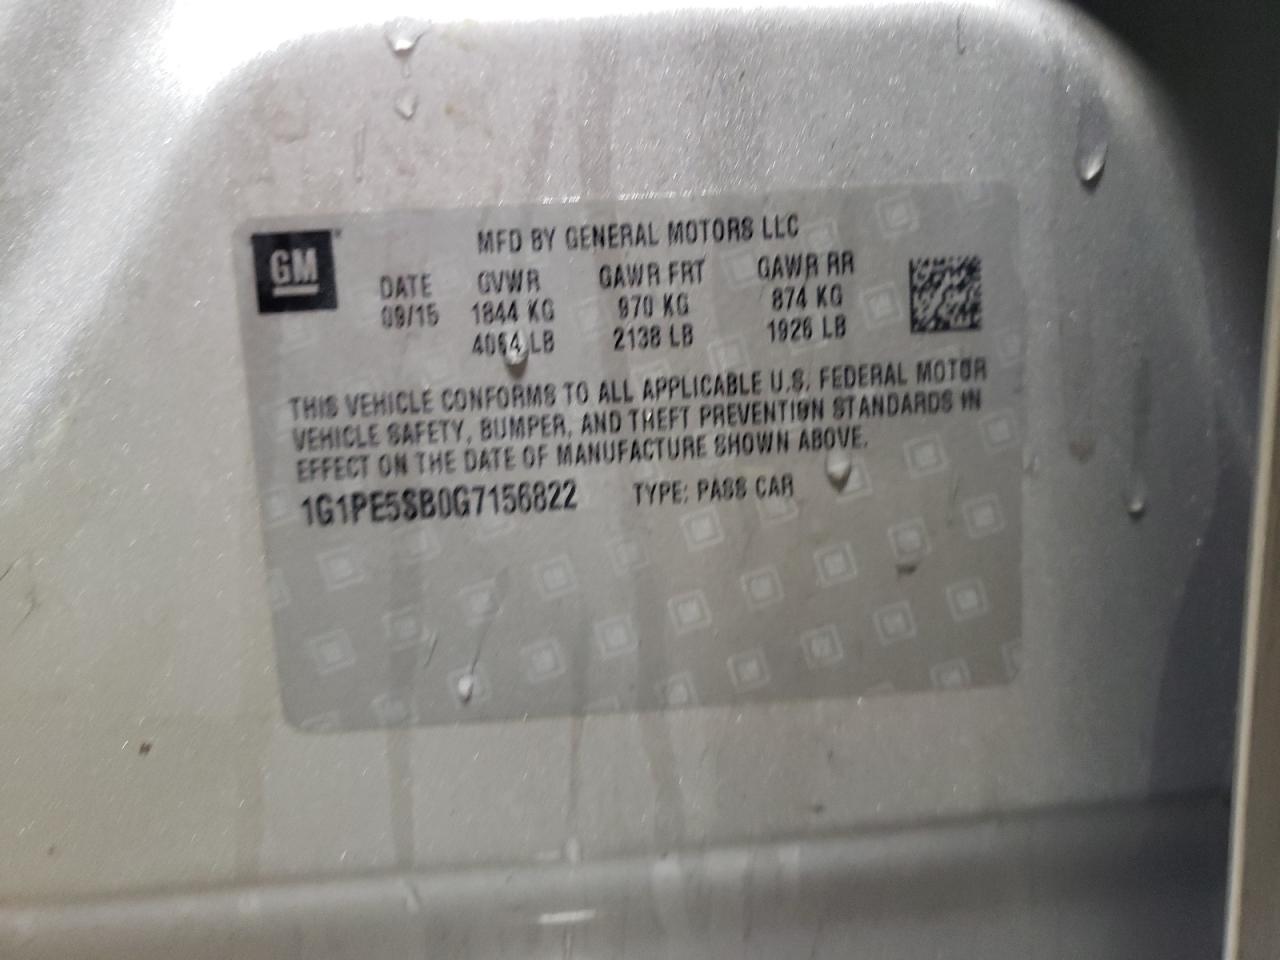 GM
MFD BY GENERAL MOTORS LLC
DATE GVWR GAWR FRT GAWR RR
09/15 1844 KG 970 KG 874 KG
4064 LB 2138 LB 1926 LB
THIS VEHICLE CONFORMS TO ALL APPLICABLE U.S. FEDERAL MOTOR
VEHICLE SAFETY, BUMPER, AND THEFT PREVENTION STANDARDS IN
EFFECT ON THE DATE OF MANUFACTURE SHOWN ABOVE.
1G1PE5SB0G7156822 TYPE: PASS CAR